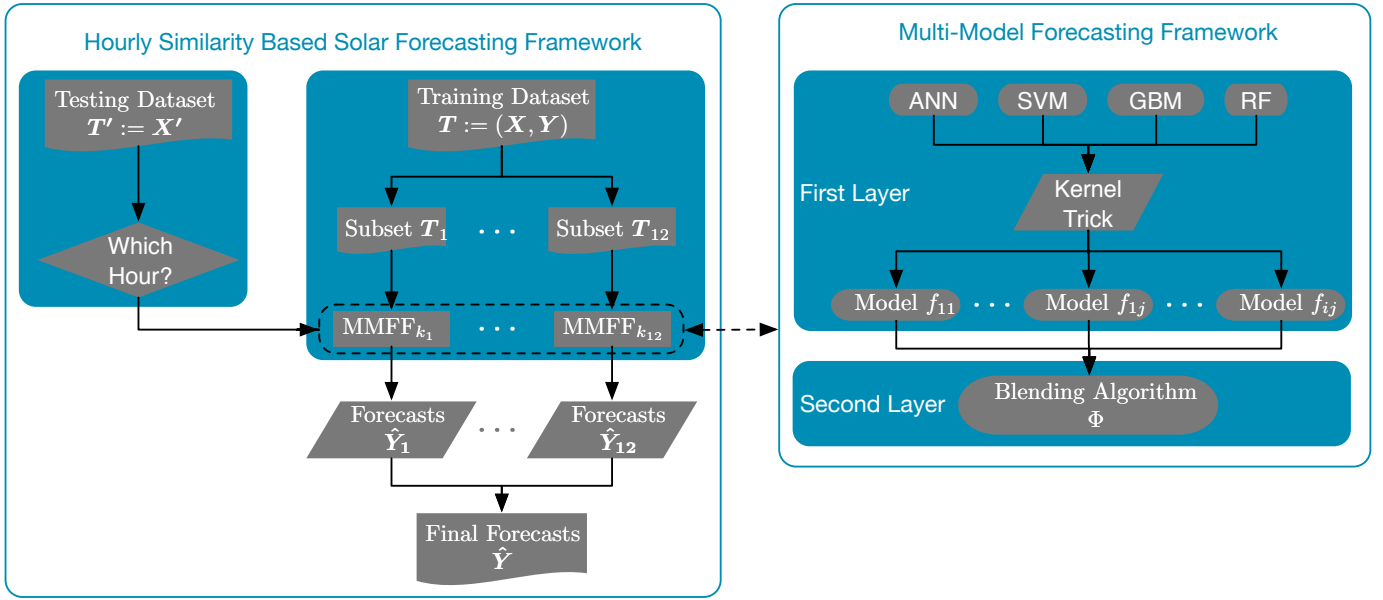 Hourly Similarity Based Solar Forecasting Framework
Testing Dataset
T′ := X′
Which
Hour?
Training Dataset
T := (X, Y)
Subset T₁
· · ·
Subset T₁₂
MMFFₖ₁
· · ·
MMFFₖ₁₂
Forecasts
Ŷ₁
· · ·
Forecasts
Ŷ₁₂
Final Forecasts
Ŷ
Multi-Model Forecasting Framework
ANN
SVM
GBM
RF
First Layer
Kernel
Trick
Model f₁₁
· · ·
Model f₁ⱼ
· · ·
Model fᵢⱼ
Second Layer
Blending Algorithm
Φ